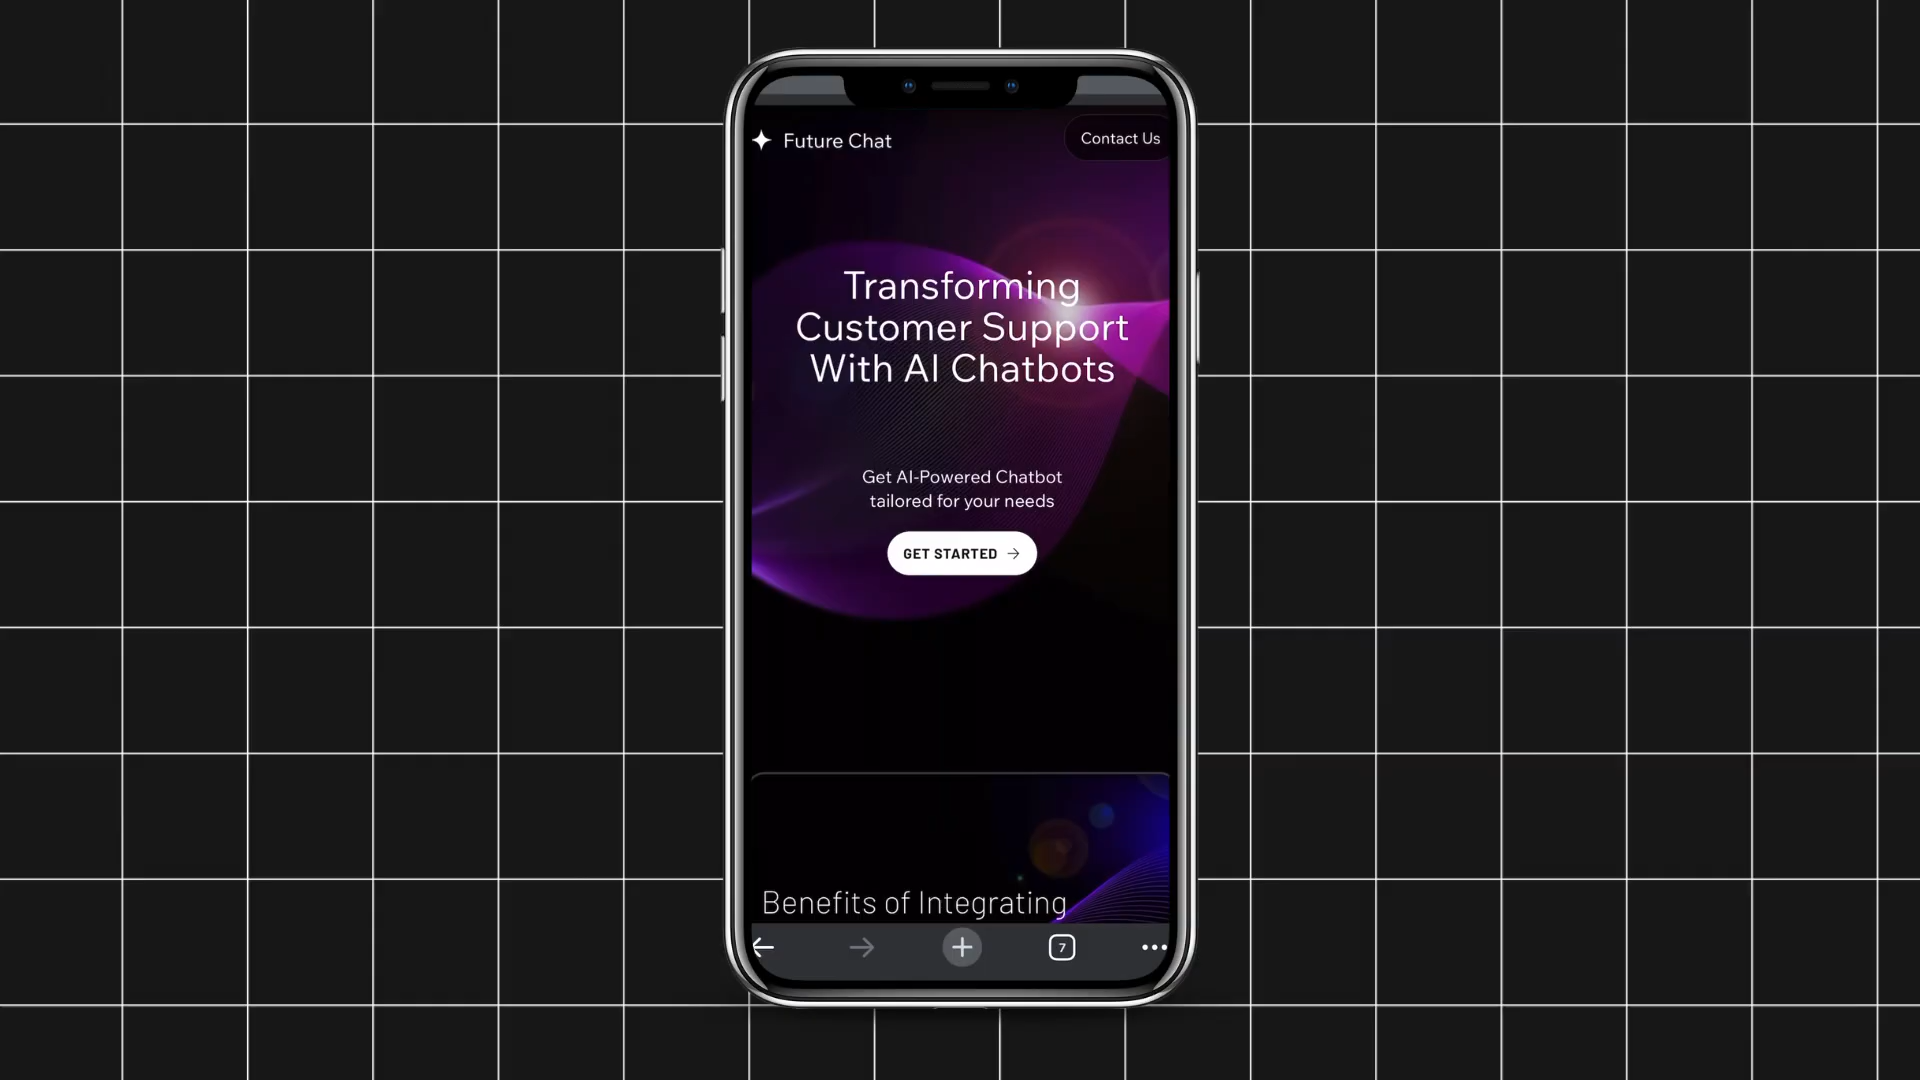 Future Chat
Contact Us
Transforming
Customer Support
With AI Chatbots
Get AI-Powered Chatbot
tailored for your needs
GET STARTED →
Benefits of Integrating
7